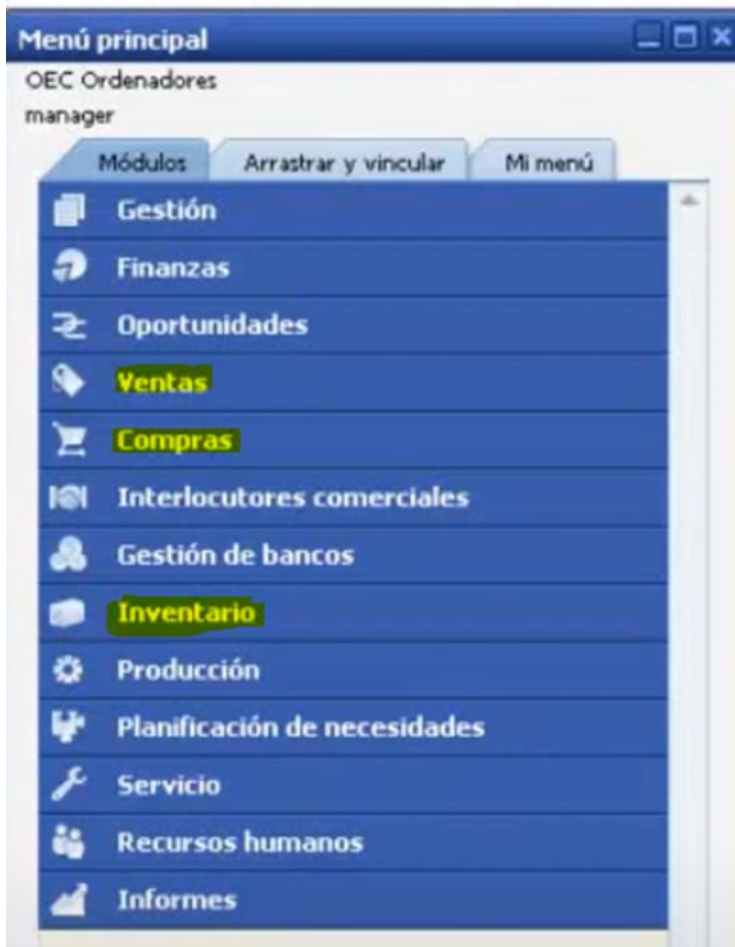 Menú principal
OEC Ordenadores
manager
Módulos Arrastrar y vincular Mi menú
Gestión
Finanzas
Oportunidades
Ventas
Compras
Interlocutores comerciales
Gestión de bancos
Inventario
Producción
Planificación de necesidades
Servicio
Recursos humanos
Informes